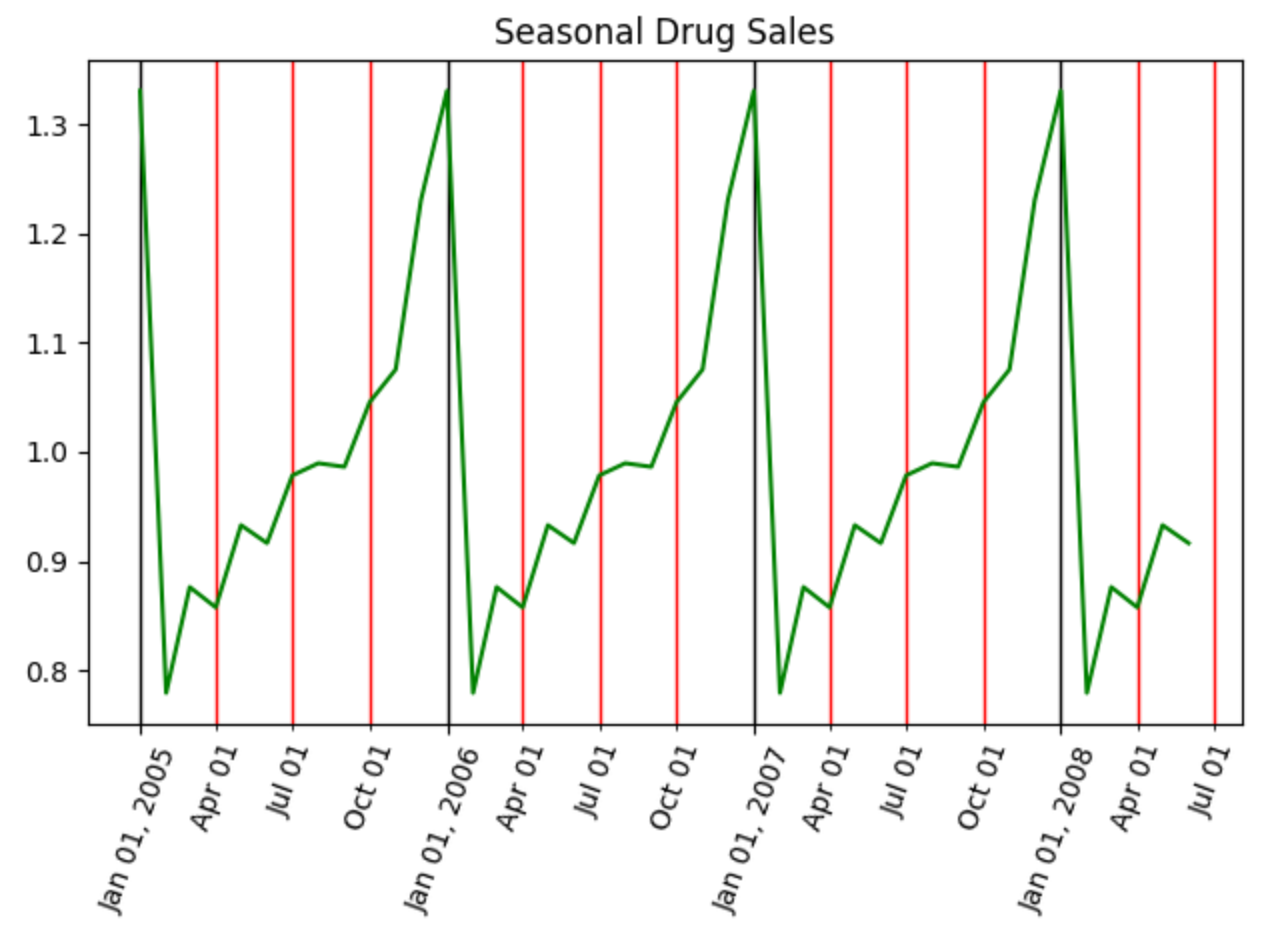 Seasonal Drug Sales
1.3
1.2
1.1
1.0
0.9
0.8
Jan 01, 2005
Apr 01
Jul 01
Oct 01
Jan 01, 2006
Apr 01
Jul 01
Oct 01
Jan 01, 2007
Apr 01
Jul 01
Oct 01
Jan 01, 2008
Apr 01
Jul 01